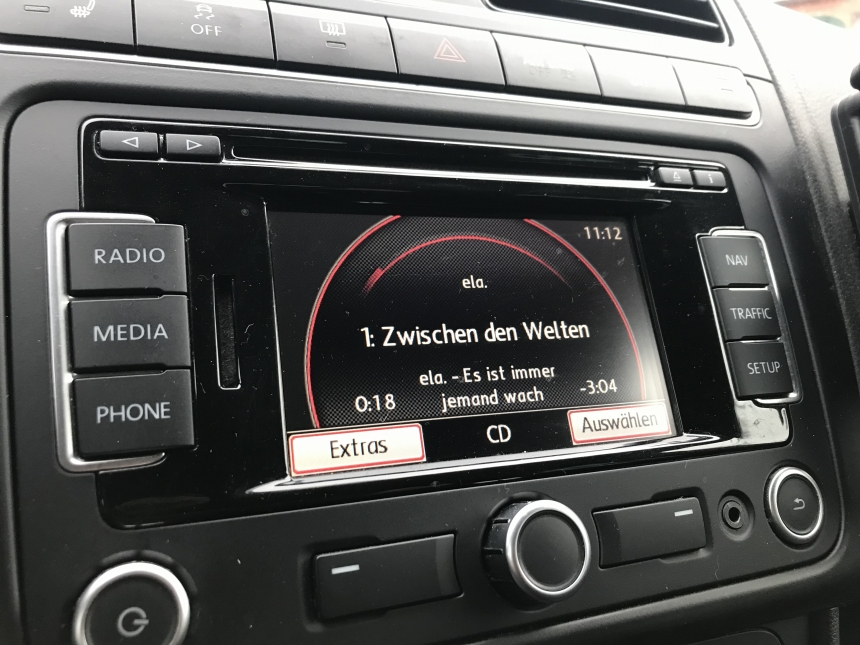 OFF
RADIO
MEDIA
PHONE
11:12
ela.
1: Zwischen den Welten
ela. - Es ist immer
jemand wach
0:18
-3:04
Extras
CD
Auswählen
NAV
TRAFFIC
SETUP